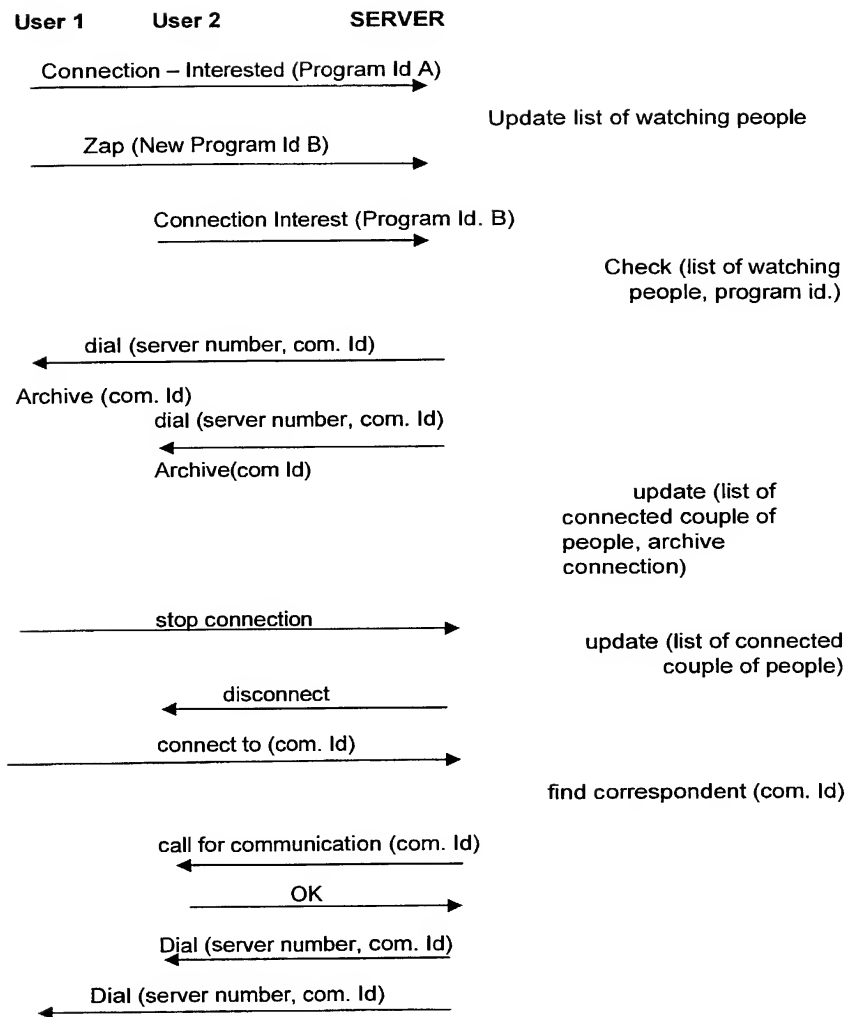 User 1 User 2 SERVER
Connection – Interested (Program Id A)
Update list of watching people
Zap (New Program Id B)
Connection Interest (Program Id. B)
Check (list of watching
people, program id.)
dial (server number, com. Id)
Archive (com. Id)
dial (server number, com. Id)
Archive(com Id)
update (list of
connected couple of
people, archive
connection)
stop connection
update (list of connected
couple of people)
disconnect
connect to (com. Id)
find correspondent (com. Id)
call for communication (com. Id)
OK
Dial (server number, com. Id)
Dial (server number, com. Id)